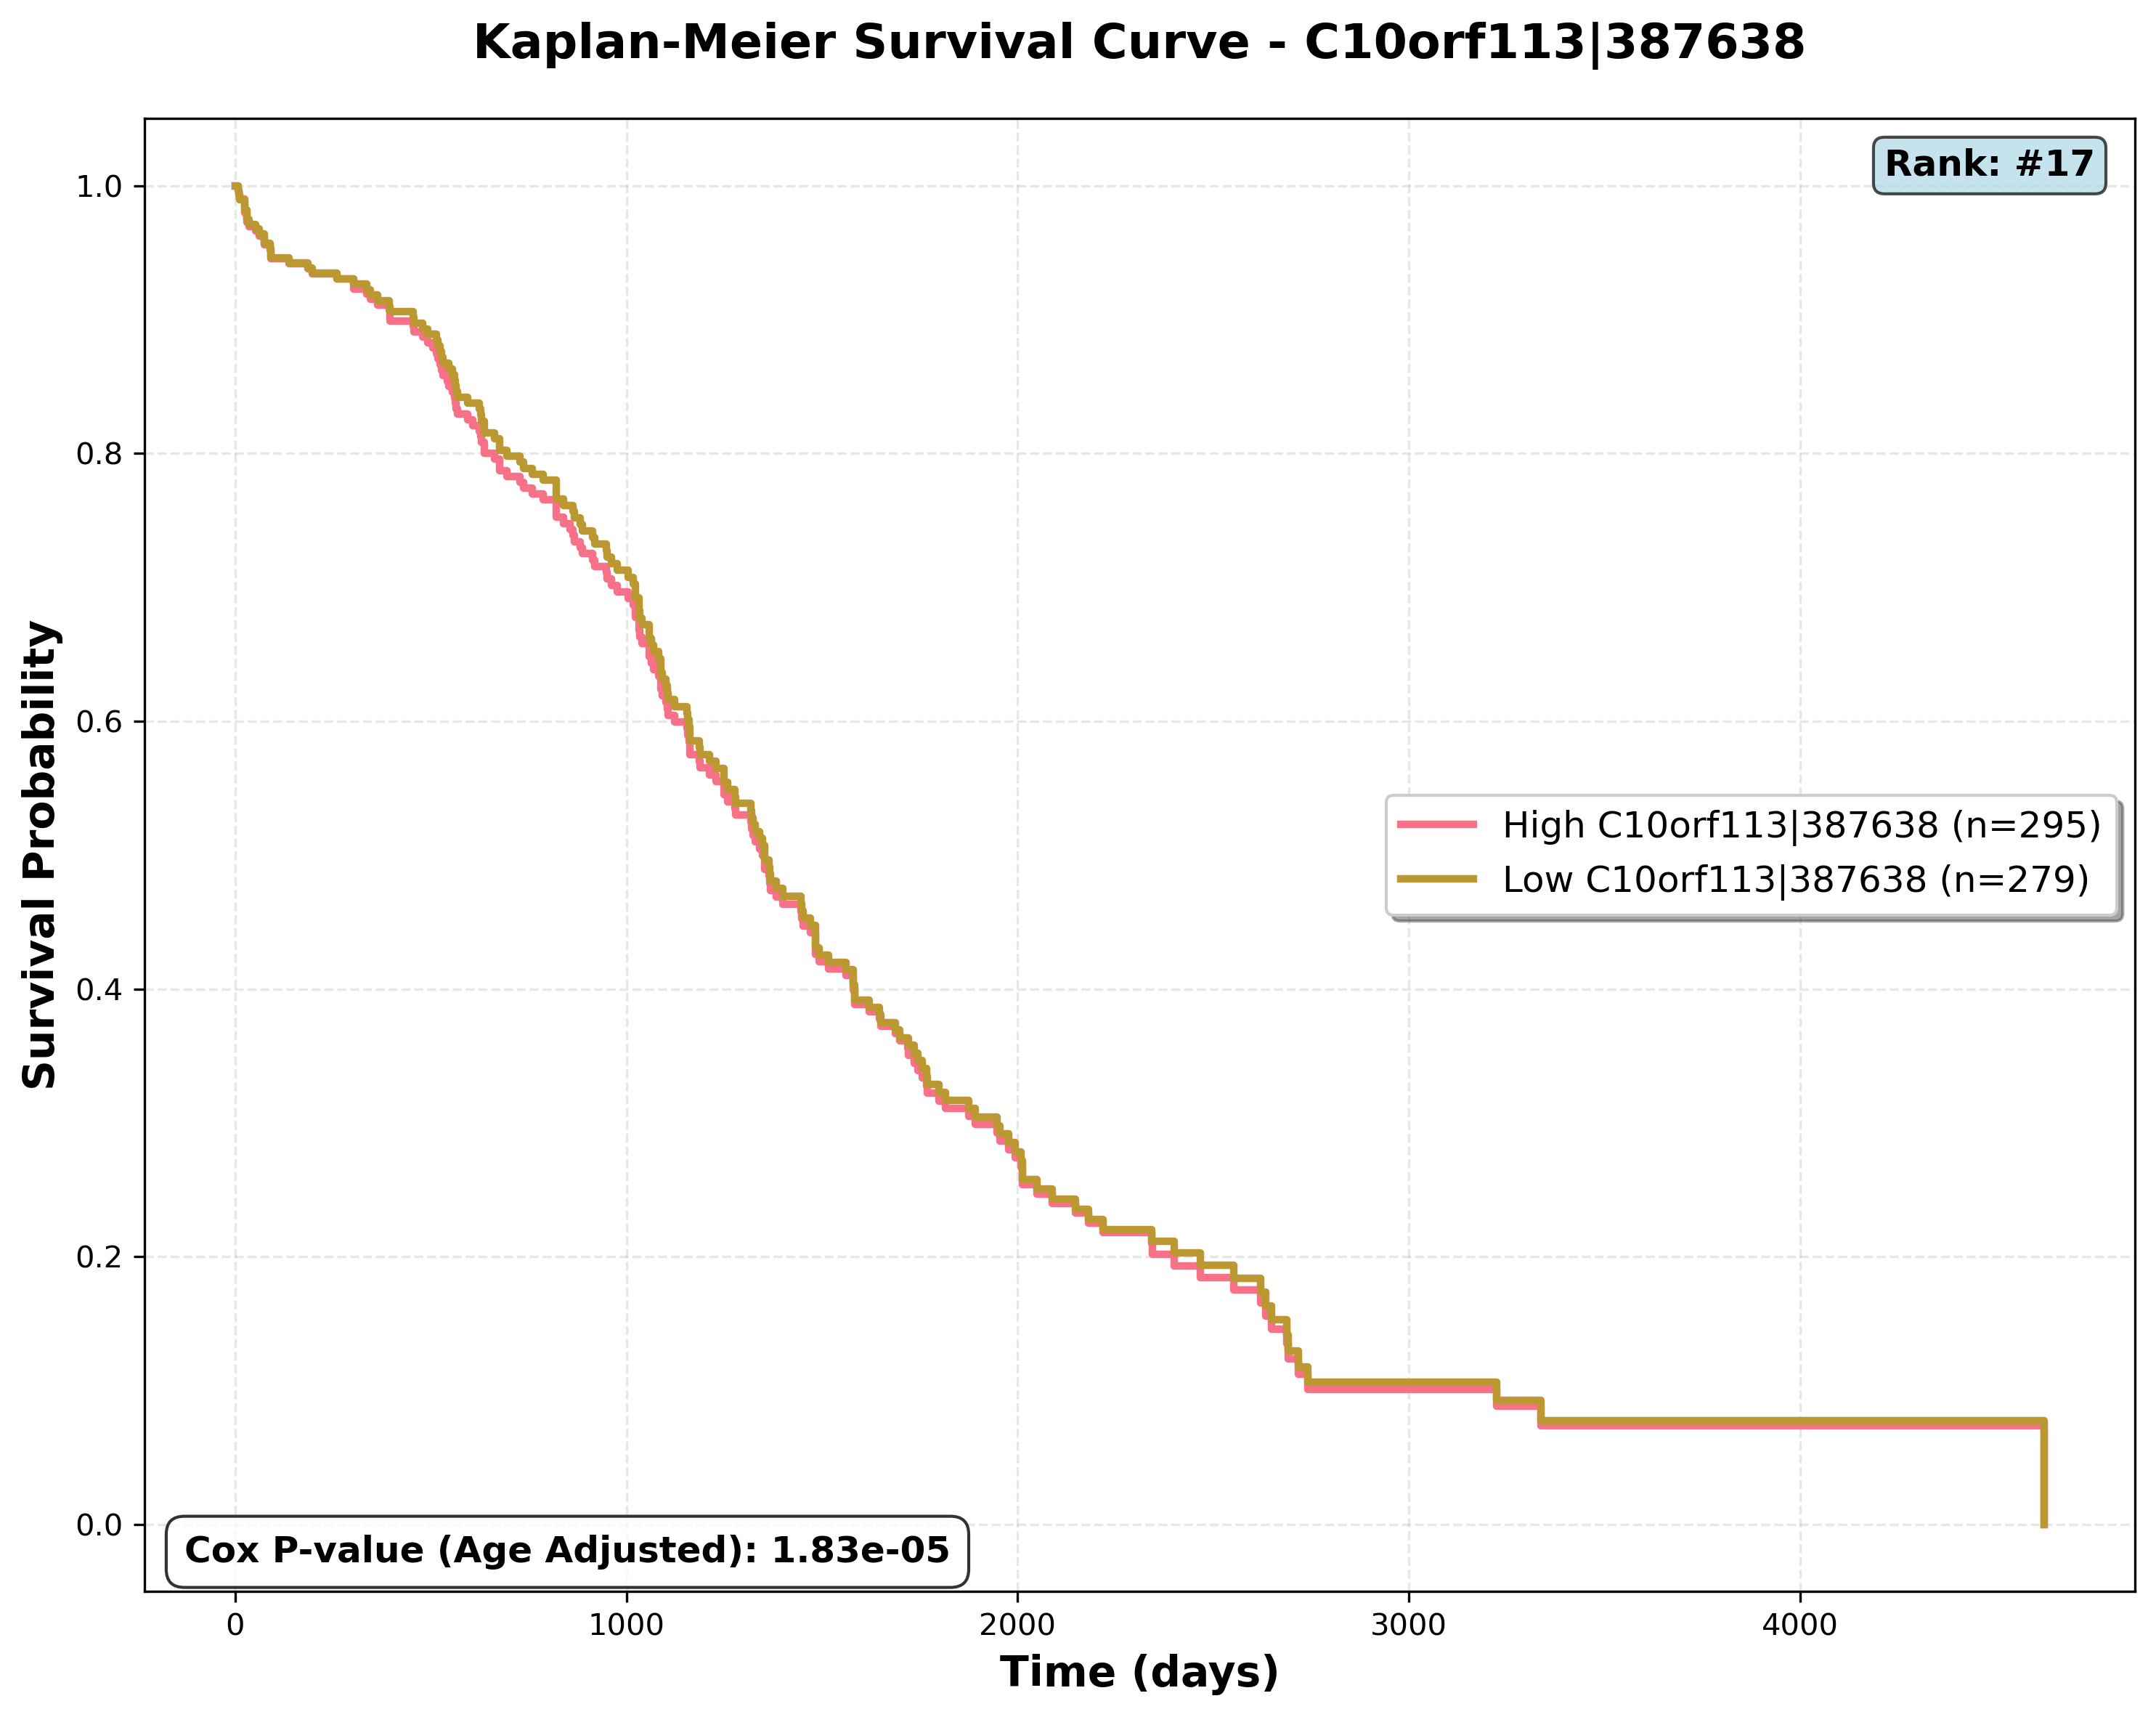 Kaplan-Meier Survival Curve - C10orf113|387638
Rank: #17
1.0
0.8
0.6
0.4
0.2
0.0
Survival Probability
High C10orf113|387638 (n=295)
Low C10orf113|387638 (n=279)
Cox P-value (Age Adjusted): 1.83e-05
0
1000
2000
3000
4000
Time (days)